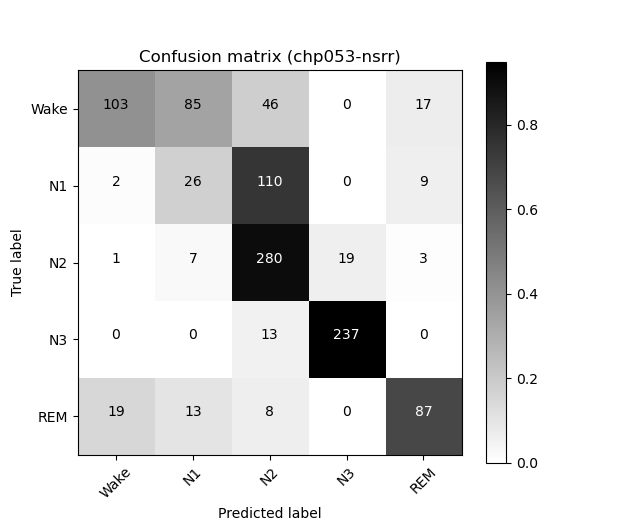 Confusion matrix (chp053-nsrr)
Wake 103 85 46 0 17
N1 2 26 110 0 9
N2 1 7 280 19 3
N3 0 0 13 237 0
REM 19 13 8 0 87
Wake N1 N2 N3 REM
Predicted label
True label
0.8
0.6
0.4
0.2
0.0